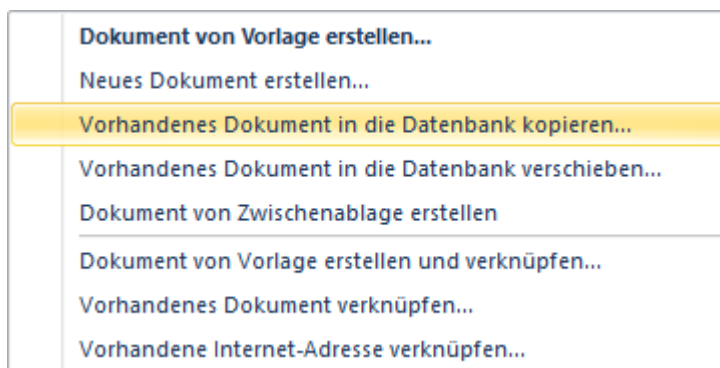 Dokument von Vorlage erstellen...
Neues Dokument erstellen...
Vorhandenes Dokument in die Datenbank kopieren...
Vorhandenes Dokument in die Datenbank verschieben...
Dokument von Zwischenablage erstellen
Dokument von Vorlage erstellen und verknüpfen...
Vorhandenes Dokument verknüpfen...
Vorhandene Internet-Adresse verknüpfen...